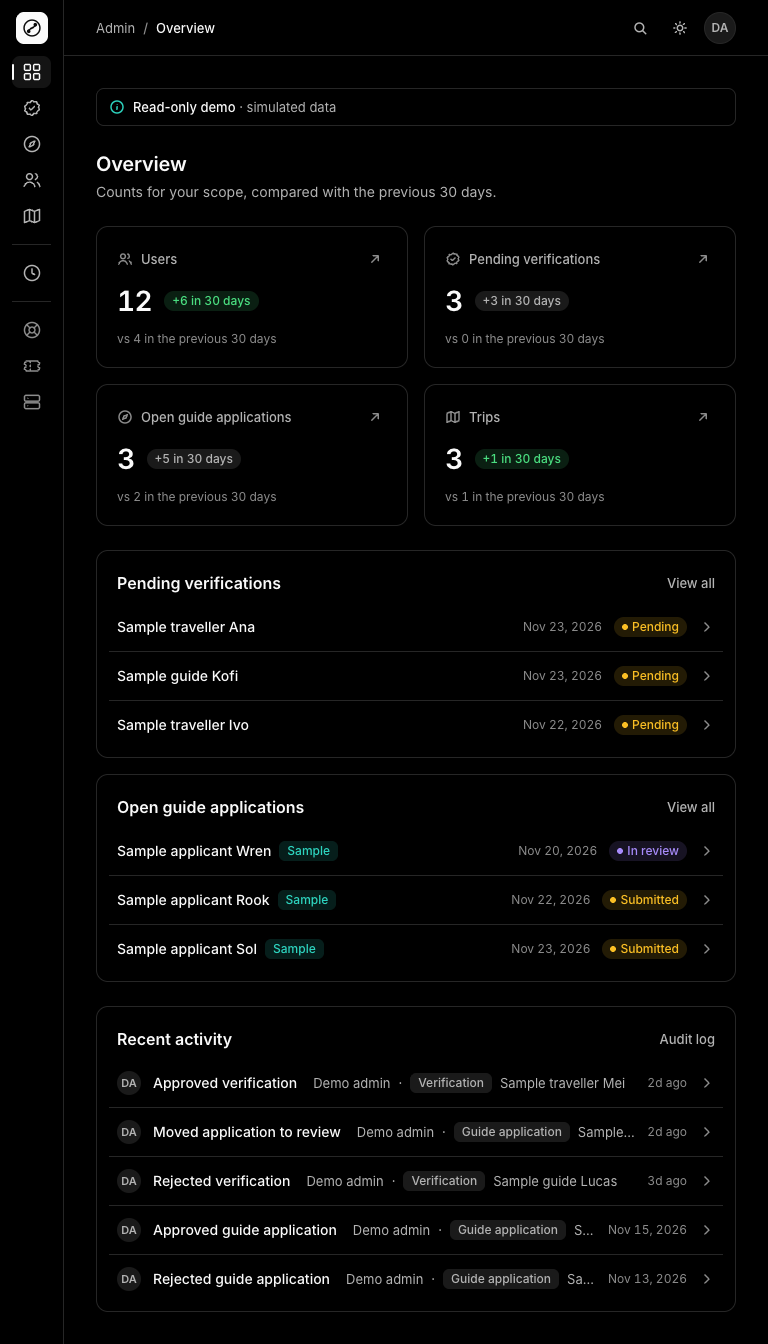 Admin / Overview
DA
Read-only demo · simulated data
Overview
Counts for your scope, compared with the previous 30 days.
Users
12 +6 in 30 days
vs 4 in the previous 30 days
Pending verifications
3 +3 in 30 days
vs 0 in the previous 30 days
Open guide applications
3 +5 in 30 days
vs 2 in the previous 30 days
Trips
3 +1 in 30 days
vs 1 in the previous 30 days
Pending verifications View all
Sample traveller Ana Nov 23, 2026 Pending
Sample guide Kofi Nov 23, 2026 Pending
Sample traveller Ivo Nov 22, 2026 Pending
Open guide applications View all
Sample applicant Wren Sample Nov 20, 2026 In review
Sample applicant Rook Sample Nov 22, 2026 Submitted
Sample applicant Sol Sample Nov 23, 2026 Submitted
Recent activity Audit log
DA Approved verification Demo admin · Verification Sample traveller Mei 2d ago
DA Moved application to review Demo admin · Guide application Sample... 2d ago
DA Rejected verification Demo admin · Verification Sample guide Lucas 3d ago
DA Approved guide application Demo admin · Guide application S... Nov 15, 2026
DA Rejected guide application Demo admin · Guide application Sa... Nov 13, 2026